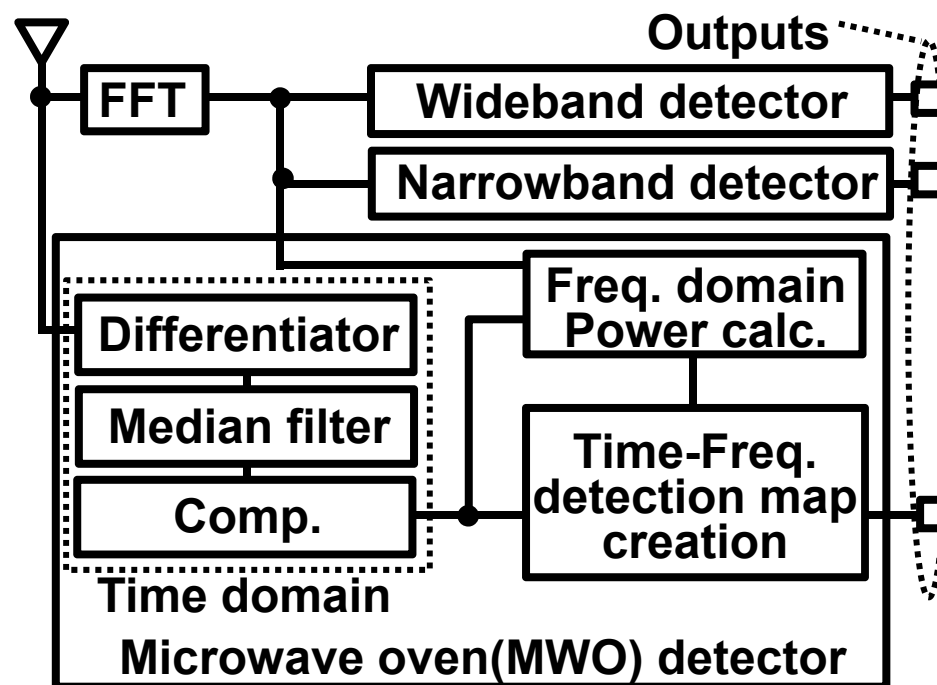 Outputs
FFT
Wideband detector
Narrowband detector
Freq. domain
Power calc.
Differentiator
Median filter
Comp.
Time-Freq.
detection map
creation
Time domain
Microwave oven(MWO) detector